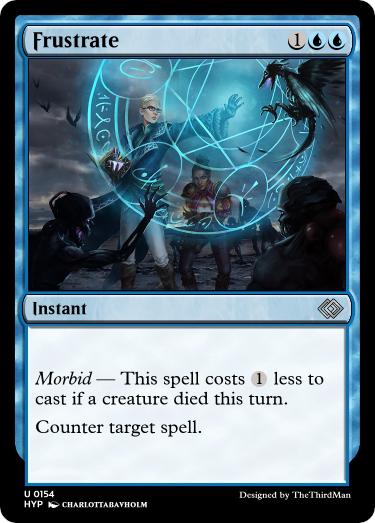 Frustrate 1
Instant
Morbid — This spell costs 1 less to
cast if a creature died this turn.
Counter target spell.
U 0154
HYP CHARLOTTABAVHOLM
Designed by TheThirdMan